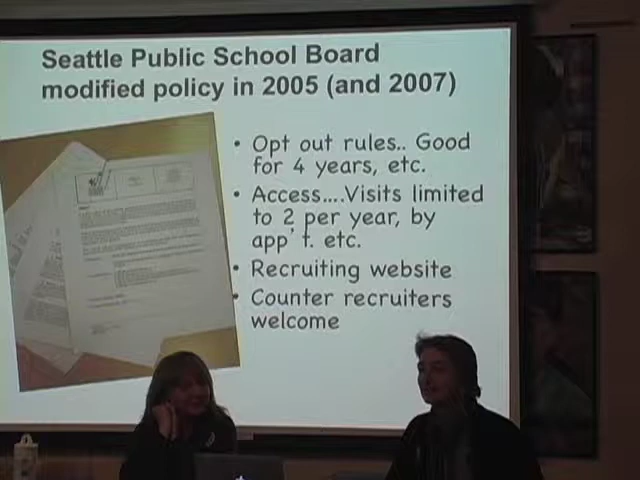 Seattle Public School Board
modified policy in 2005 (and 2007)
• Opt out rules.. Good
for 4 years, etc.
• Access....Visits limited
to 2 per year, by
app't. etc.
• Recruiting website
• Counter recruiters
welcome